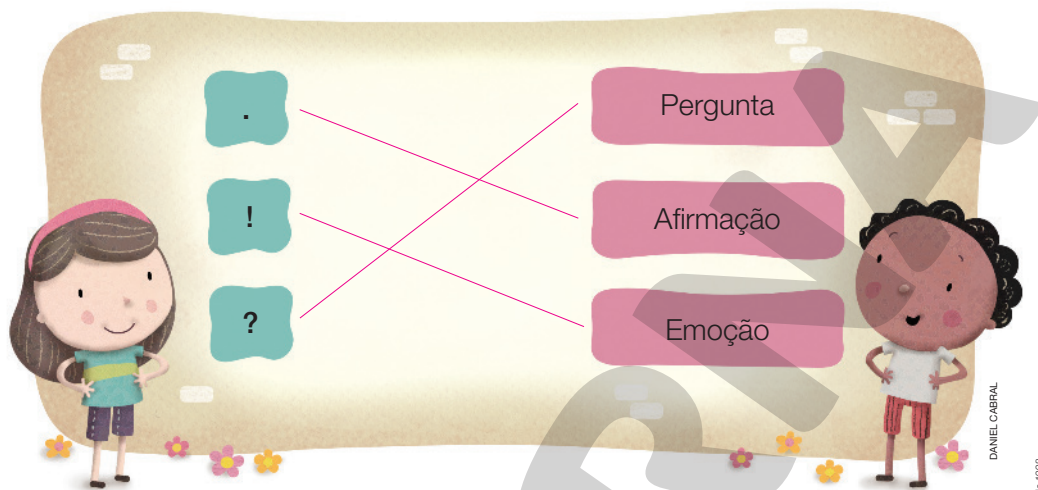 .
Pergunta
!
Afirmação
?
Emoção
DANIEL CABRAL